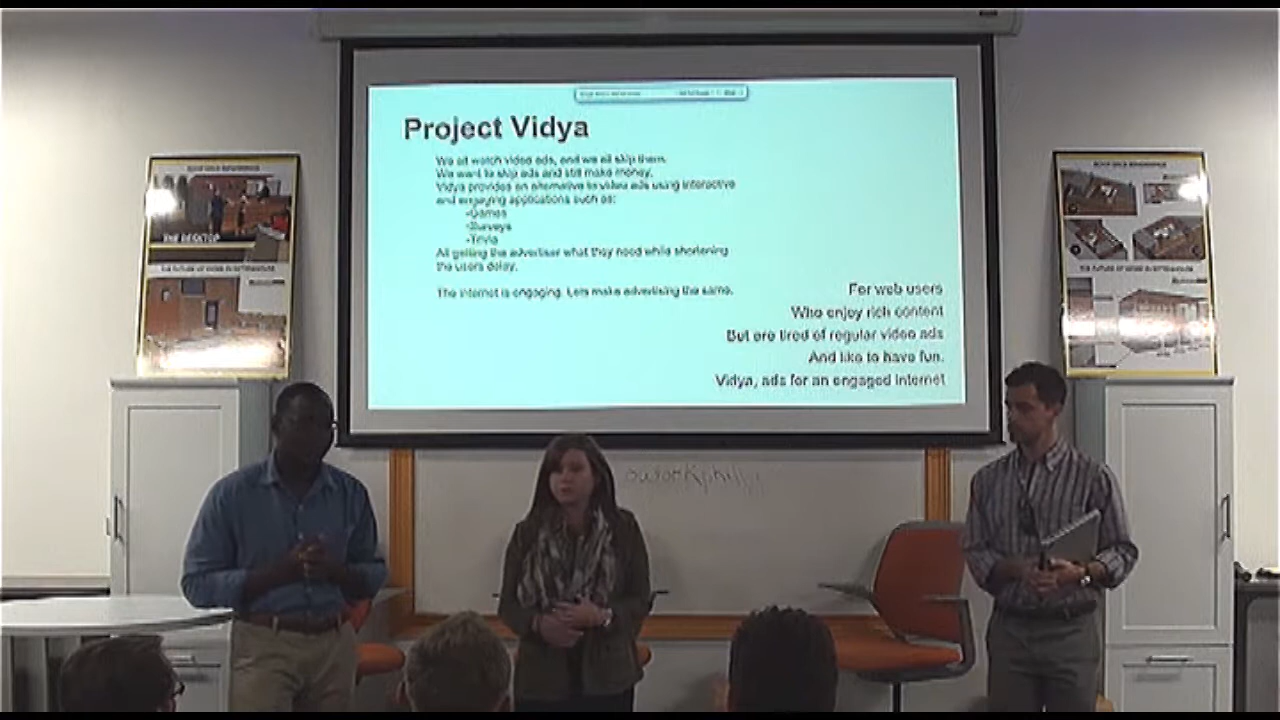 Project Vidya
We all watch video ads, and we all skip them.
We want to skip ads and still make money.
Vidya provides an alternative to video ads using interactive
and engaging applications such as:
-Games
-Surveys
-Trivia
All getting the advertiser what they need while shortening
the users delay.
The internet is engaging. Lets make advertising the same.
For web users
Who enjoy rich content
But are tired of regular video ads
And like to have fun.
Vidya, ads for an engaged internet
THE DESKTOP